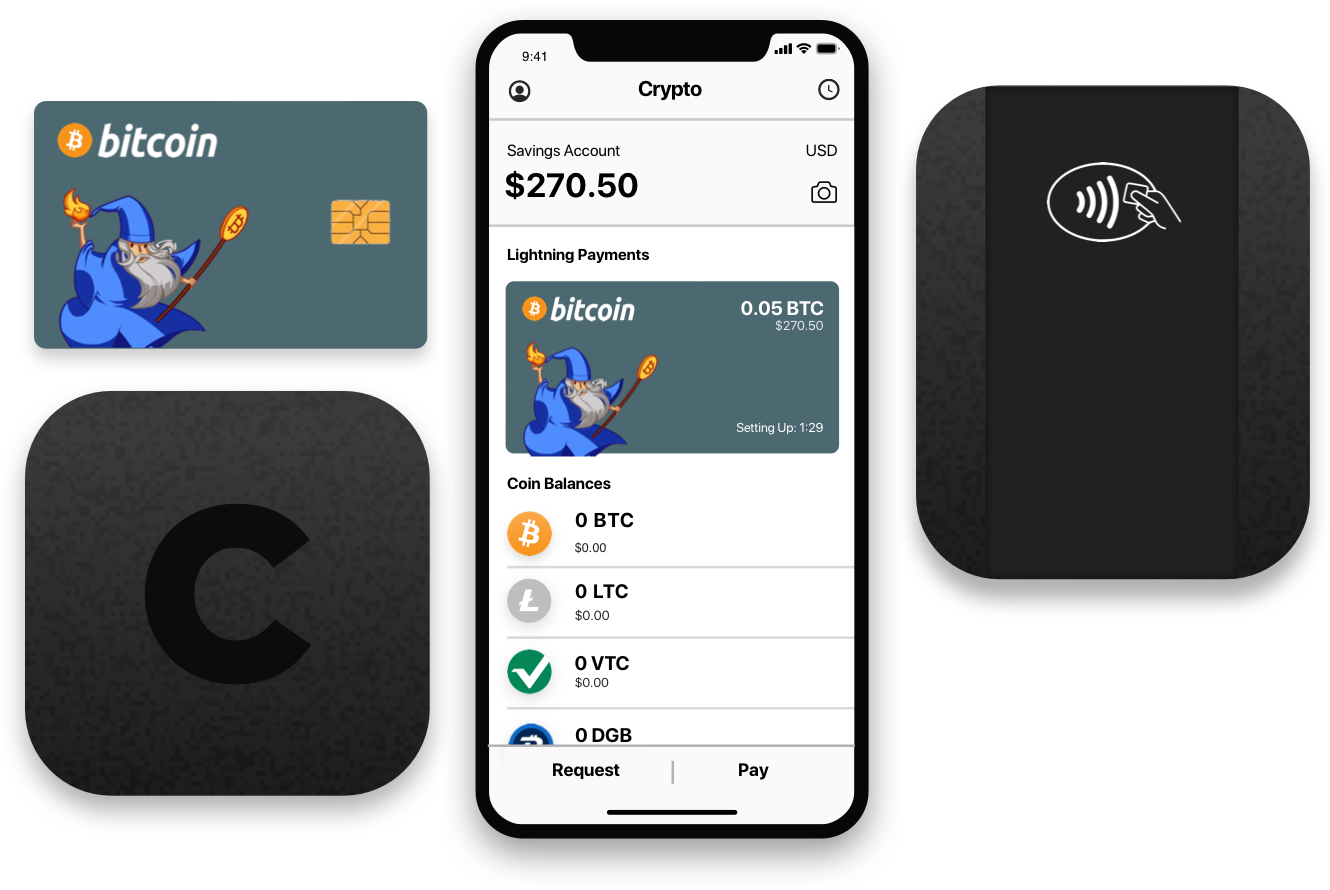 bitcoin
C
9:41
Crypto
Savings Account
USD
$270.50
Lightning Payments
bitcoin
0.05 BTC
$270.50
Setting Up: 1:29
Coin Balances
0 BTC
$0.00
0 LTC
$0.00
0 VTC
$0.00
0 DGB
Request | Pay